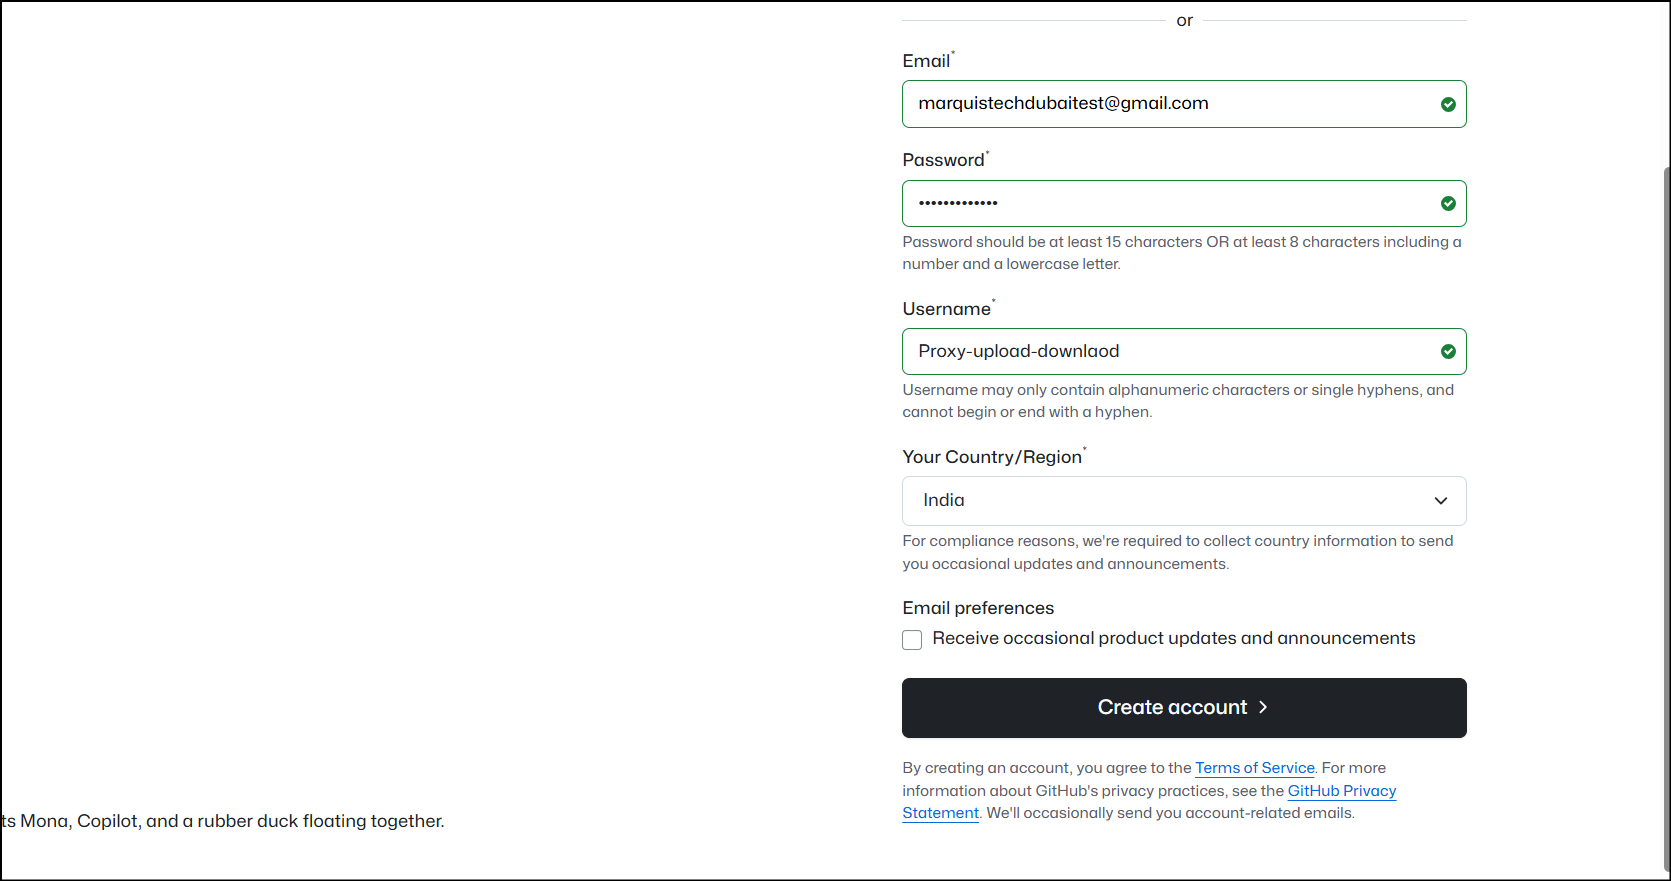 or
Email*
marquistechdubaitest@gmail.com
Password*
•••••••••••••
Password should be at least 15 characters OR at least 8 characters including a
number and a lowercase letter.
Username*
Proxy-upload-downlaod
Username may only contain alphanumeric characters or single hyphens, and
cannot begin or end with a hyphen.
Your Country/Region*
India
For compliance reasons, we're required to collect country information to send
you occasional updates and announcements.
Email preferences
Receive occasional product updates and announcements
Create account >
By creating an account, you agree to the Terms of Service. For more
information about GitHub's privacy practices, see the GitHub Privacy
Statement. We'll occasionally send you account-related emails.
ts Mona, Copilot, and a rubber duck floating together.